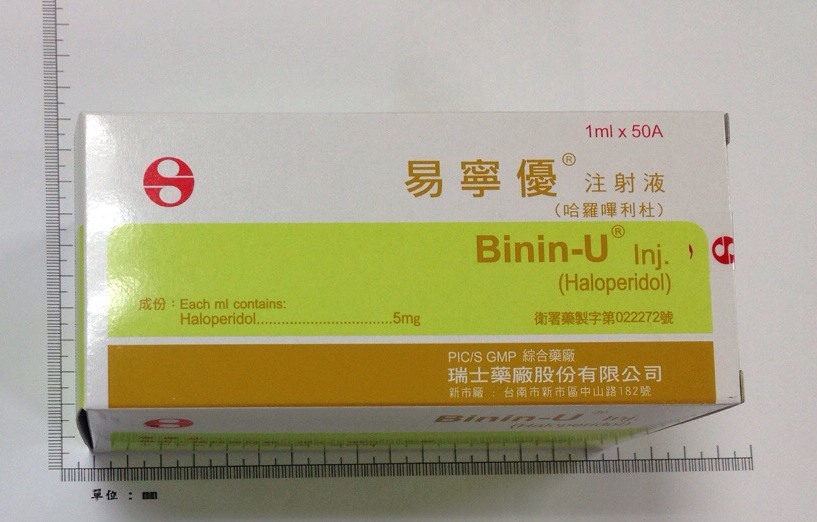 1ml x 50A
易寧優® 注射液
(哈羅嗶利杜)
Binin-U® Inj.
(Haloperidol)
成份：Each ml contains:
Haloperidol..................................5mg
衛署藥製字第022272號
PIC/S GMP 綜合藥廠
瑞士藥廠股份有限公司
新市廠 : 台南市新市區中山路182號
Binin-U® Inj.
(Haloperidol)
單位：